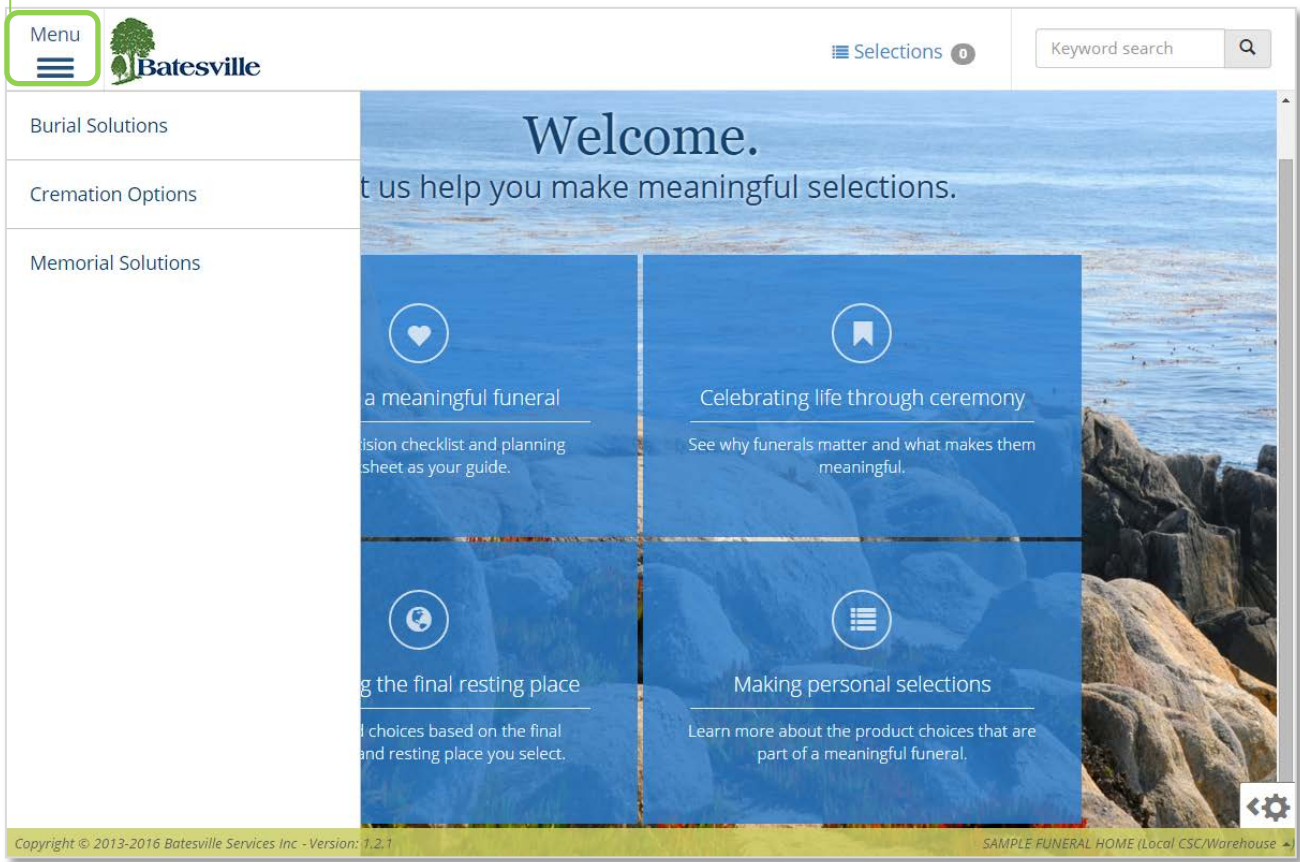 Menu
Batesville
Selections 0
Keyword search
Burial Solutions
Cremation Options
Memorial Solutions
Welcome.
t us help you make meaningful selections.
a meaningful funeral
ision checklist and planning
sheet as your guide.
Celebrating life through ceremony
See why funerals matter and what makes them
meaningful.
g the final resting place
choices based on the final
and resting place you select.
Making personal selections
Learn more about the product choices that are
part of a meaningful funeral.
Copyright © 2013-2016 Batesville Services Inc - Version: 1.2.1
SAMPLE FUNERAL HOME (Local CSC/Warehouse